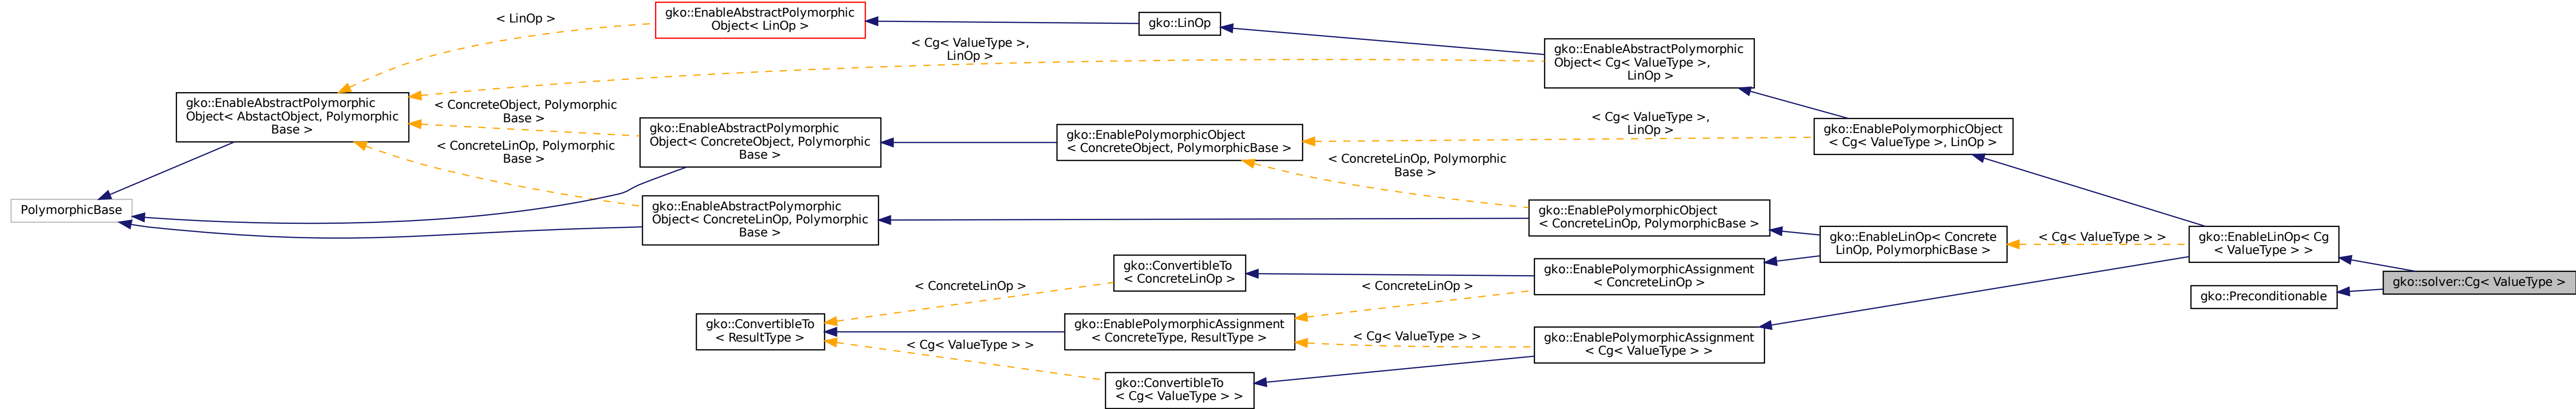 gko::EnableAbstractPolymorphic
Object< LinOp >
< LinOp >
gko::LinOp
< Cg< ValueType >,
LinOp >
gko::EnableAbstractPolymorphic
Object< Cg< ValueType >,
LinOp >
gko::EnableAbstractPolymorphic
Object< AbstactObject, Polymorphic
Base >
< ConcreteObject, Polymorphic
Base >
gko::EnableAbstractPolymorphic
Object< ConcreteObject, Polymorphic
Base >
gko::EnablePolymorphicObject
< ConcreteObject, PolymorphicBase >
< Cg< ValueType >,
LinOp >
gko::EnablePolymorphicObject
< Cg< ValueType >, LinOp >
< ConcreteLinOp, Polymorphic
Base >
< ConcreteLinOp, Polymorphic
Base >
PolymorphicBase
gko::EnableAbstractPolymorphic
Object< ConcreteLinOp, Polymorphic
Base >
gko::EnablePolymorphicObject
< ConcreteLinOp, PolymorphicBase >
gko::EnableLinOp< Concrete
LinOp, PolymorphicBase >
< Cg< ValueType > >
gko::EnableLinOp< Cg
< ValueType > >
gko::ConvertibleTo
< ConcreteLinOp >
gko::EnablePolymorphicAssignment
< ConcreteLinOp >
gko::solver::Cg< ValueType >
< ConcreteLinOp >
< ConcreteLinOp >
gko::Preconditionable
gko::ConvertibleTo
< ResultType >
gko::EnablePolymorphicAssignment
< ConcreteType, ResultType >
< Cg< ValueType > >
gko::EnablePolymorphicAssignment
< Cg< ValueType > >
< Cg< ValueType > >
gko::ConvertibleTo
< Cg< ValueType > >